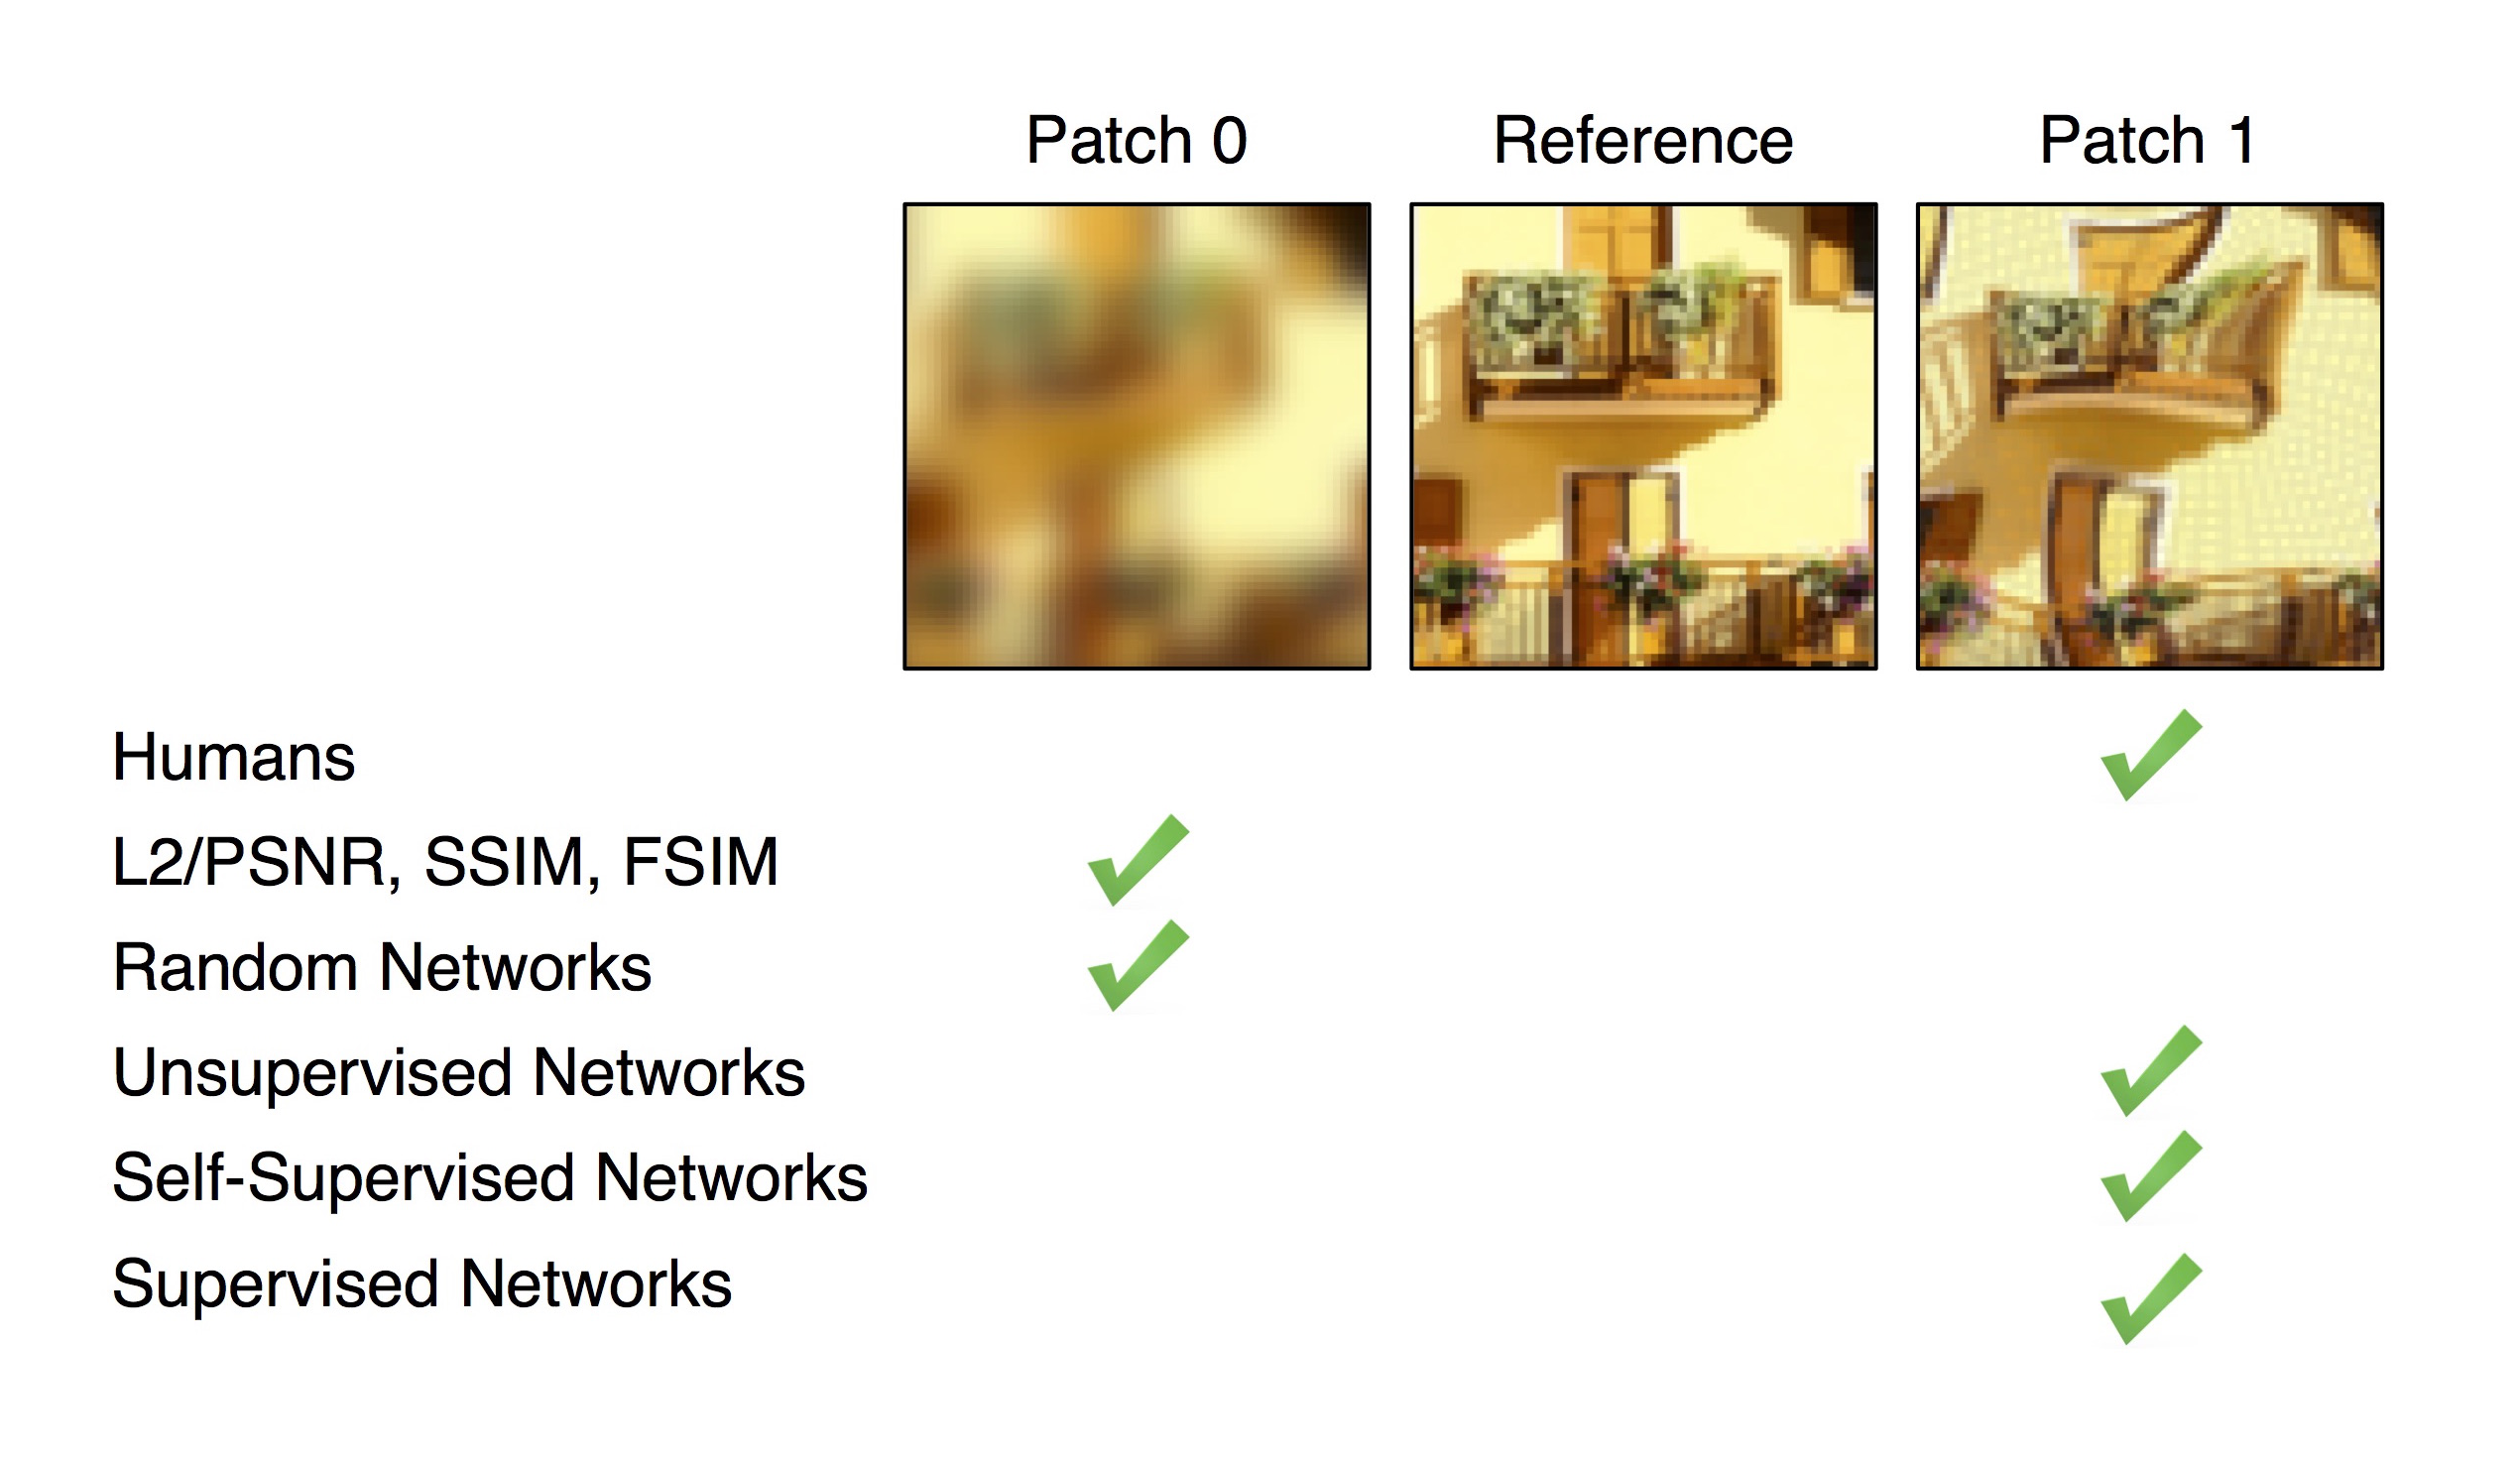 Patch 0 Reference Patch 1
Humans
L2/PSNR, SSIM, FSIM
Random Networks
Unsupervised Networks
Self-Supervised Networks
Supervised Networks